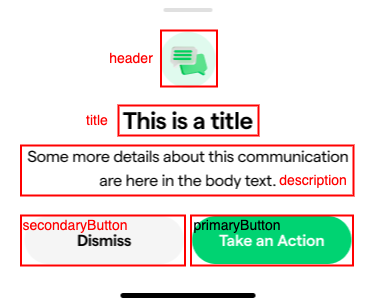 header
title This is a title
Some more details about this communication
are here in the body text. description
secondaryButton primaryButton
Dismiss Take an Action